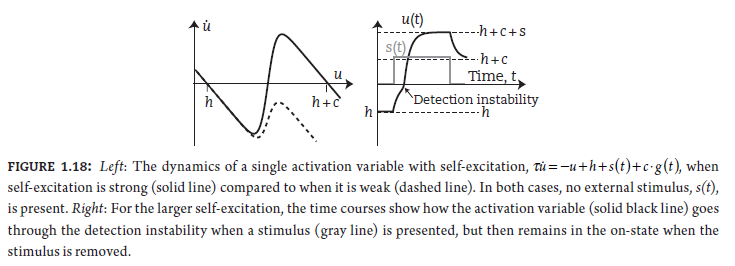 u̇
u
h
h+c
u(t)
s(t)
h+c+s
h+c
Time, t
Detection instability
h
h
FIGURE 1.18: Left: The dynamics of a single activation variable with self-excitation, τu̇=−u+h+s(t)+c·g(t), when
self-excitation is strong (solid line) compared to when it is weak (dashed line). In both cases, no external stimulus, s(t),
is present. Right: For the larger self-excitation, the time courses show how the activation variable (solid black line) goes
through the detection instability when a stimulus (gray line) is presented, but then remains in the on-state when the
stimulus is removed.